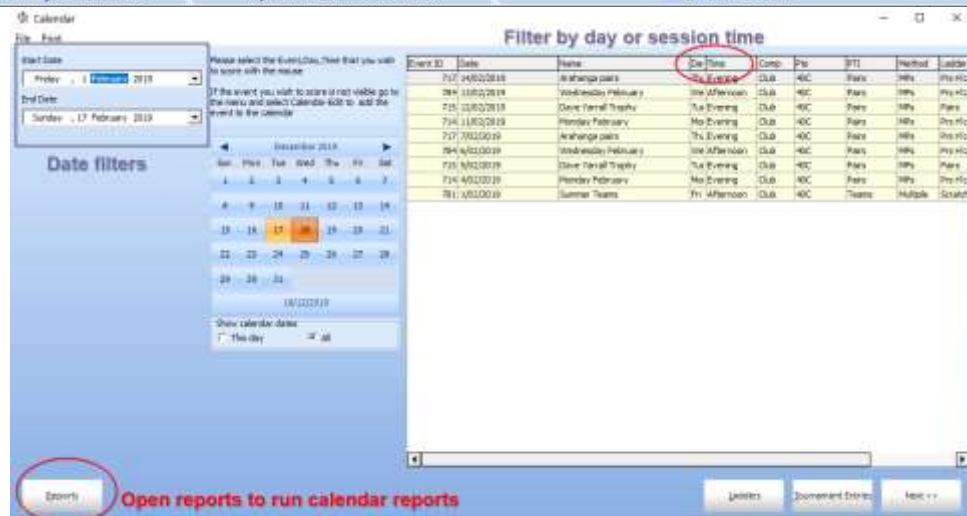 Calendar
File Print
Filter by day or session time
Start Date
Friday , 1 February 2019
End Date
Sunday , 17 February 2019
Date filters
Please select the Event,Day,Time that you wish
to score with the mouse
If the event you wish to score is not visible go to
the menu and select Calendar-Edit to add the
event to the calendar
December 2019
Sun Mon Tue Wed Thu Fri Sat
1 2 3 4 5 6 7
8 9 10 11 12 13 14
15 16 17 18 19 20 21
22 23 24 25 26 27 28
29 30 31
18/12/2019
Show calendar dates
This day All
Event ID Date Name Da Time Comp Pts PTI Method Ladder
717 14/02/2019 Arahanga pairs Thu Evening Club 40C Pairs MPs
784 13/02/2019 Wednesday February We Afternoon Club 40C Pairs MPs
715 12/02/2019 Dave Yarrall Trophy Tue Evening Club 40C Pairs MPs Pairs
714 11/02/2019 Monday February Mo Evening Club 40C Pairs MPs
717 7/02/2019 Arahanga pairs Thu Evening Club 40C Pairs MPs
784 6/02/2019 Wednesday February We Afternoon Club 40C Pairs MPs
715 5/02/2019 Dave Yarrall Trophy Tue Evening Club 40C Pairs MPs Pairs
714 4/02/2019 Monday February Mo Evening Club 40C Pairs MPs
781 1/02/2019 Summer Teams Fri Afternoon Club 40C Teams Multiple Scratch
Reports
Open reports to run calendar reports
Ladders
Tournament Entries
Next >>